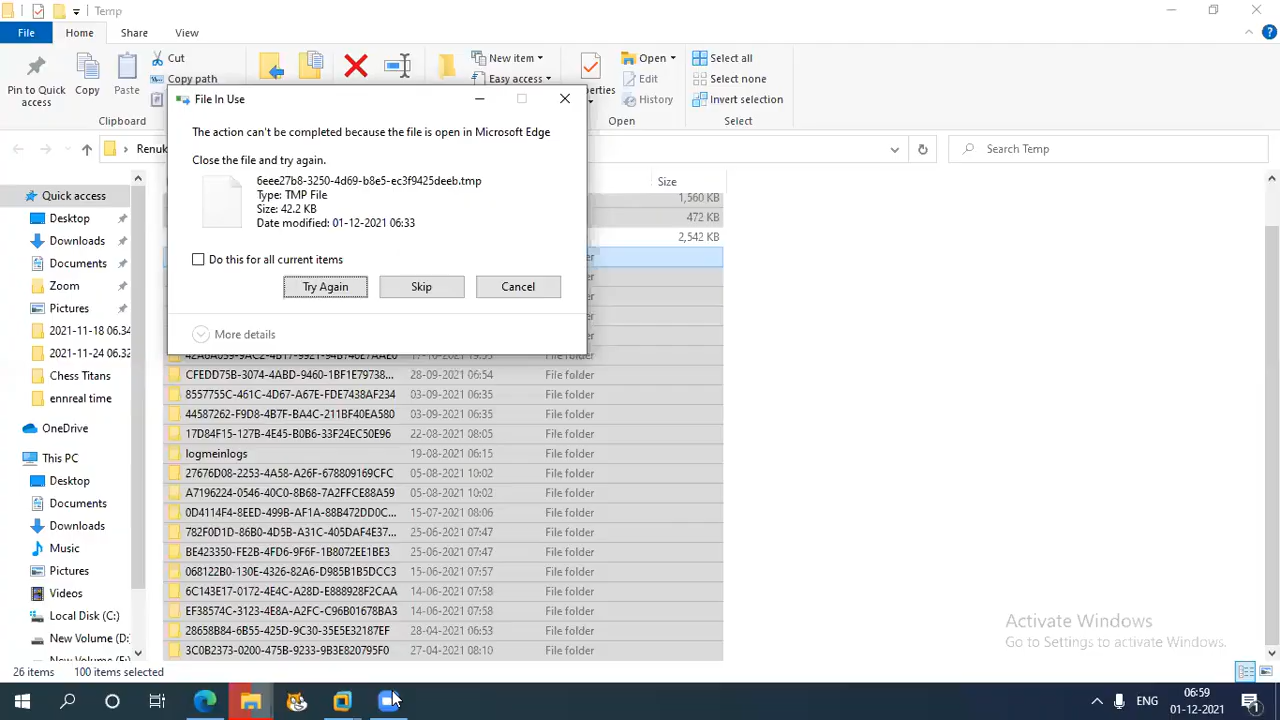 Temp
File Home Share View
Pin to Quick access
Copy
Paste
Cut
Copy path
New item
Easy access
erties
Open
Edit
History
Select all
Select none
Invert selection
Clipboard
Open
Select
Renuk
Search Temp
File In Use
The action can't be completed because the file is open in Microsoft Edge
Close the file and try again.
6eee27b8-3250-4d69-b8e5-ec3f9425deeb.tmp
Type: TMP File
Size: 42.2 KB
Date modified: 01-12-2021 06:33
Do this for all current items
Try Again Skip Cancel
More details
Quick access
Desktop
Downloads
Documents
Zoom
Pictures
2021-11-18 06.34
2021-11-24 06.32
Chess Titans
ennreal time
OneDrive
This PC
Desktop
Documents
Downloads
Music
Pictures
Videos
Local Disk (C:)
New Volume (D:
Size
1,560 KB
472 KB
2,542 KB
er
er
er
er
er
CFEDD75B-3074-4ABD-9460-1BF1E79738... 28-09-2021 06:54 File folder
8557755C-461C-4D67-A67E-FDE7438AF234 03-09-2021 06:35 File folder
44587262-F9D8-4B7F-BA4C-211BF40EA580 03-09-2021 06:35 File folder
17D84F15-127B-4E45-B0B6-33F24EC50E96 22-08-2021 08:05 File folder
logmeinlogs 19-08-2021 06:15 File folder
27676D08-2253-4A58-A26F-678809169CFC 05-08-2021 10:02 File folder
A7196224-0546-40C0-8B68-7A2FFCE88A59 05-08-2021 10:02 File folder
0D4114F4-8EED-499B-AF1A-88B472DD0C... 15-07-2021 08:06 File folder
782F0D1D-86B0-4D5B-A31C-405DAF4E37... 25-06-2021 07:47 File folder
BE423350-FE2B-4FD6-9F6F-1B8072EE1BE3 25-06-2021 07:47 File folder
068122B0-130E-4326-82A6-D985B1B5DCC3 15-06-2021 07:57 File folder
6C143E17-0172-4E4C-A28D-E888928F2CAA 14-06-2021 07:58 File folder
EF38574C-3123-4E8A-A2FC-C96B01678BA3 14-06-2021 07:58 File folder
28658B84-6B55-425D-9C30-35E5E32187EF 28-04-2021 06:53 File folder
3C0B2373-0200-475B-9233-9B3E820795F0 27-04-2021 08:10 File folder
Activate Windows
Go to Settings to activate Windows.
26 items 100 items selected
ENG
06:59
01-12-2021
1